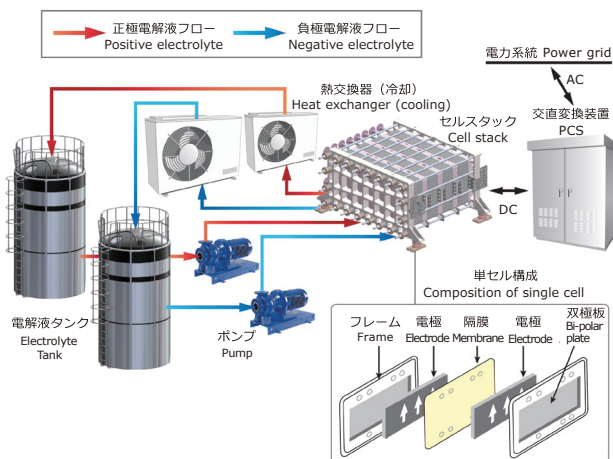 正極電解液フロー
Positive electrolyte
負極電解液フロー
Negative electrolyte
電力系統 Power grid
AC
熱交換器（冷却）
Heat exchanger (cooling)
セルスタック
Cell stack
交直変換装置
PCS
DC
電解液タンク
Electrolyte
Tank
ポンプ
Pump
単セル構成
Composition of single cell
フレーム
Frame
電極
Electrode
隔膜
Membrane
電極
Electrode
双極板
Bi-polar
plate